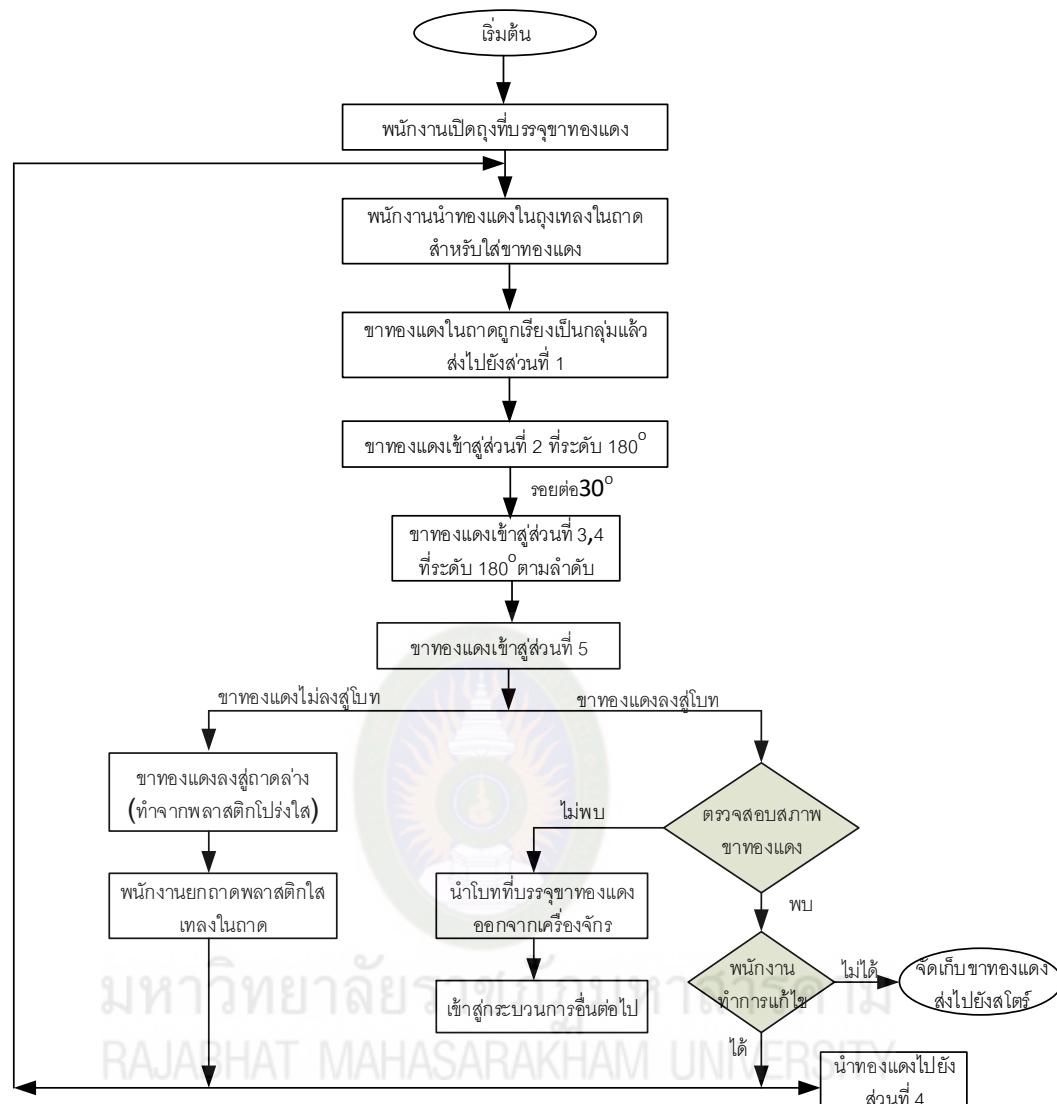 เริ่มต้น
พนักงานเปิดถุงที่บรรจุขาทองแดง
พนักงานนำทองแดงในถุงเทลงในถาด
สำหรับใส่ขาทองแดง
ขาทองแดงในถาดถูกเรียงเป็นกลุ่มแล้ว
ส่งไปยังส่วนที่ 1
ขาทองแดงเข้าสู่ส่วนที่ 2 ที่ระดับ 180°
รอยต่อ30°
ขาทองแดงเข้าสู่ส่วนที่ 3,4
ที่ระดับ 180°ตามลำดับ
ขาทองแดงเข้าสู่ส่วนที่ 5
ขาทองแดงไม่ลงสู่โบท
ขาทองแดงลงสู่โบท
ขาทองแดงลงสู่ถาดล่าง
(ทำจากพลาสติกโปร่งใส)
พนักงานยกถาดพลาสติกใส
เทลงในถาด
ตรวจสอบสภาพ
ขาทองแดง
ไม่พบ
นำโบทที่บรรจุขาทองแดง
ออกจากเครื่องจักร
เข้าสู่กระบวนการอื่นต่อไป
พบ
พนักงาน
ทำการแก้ไข
ไม่ได้
จัดเก็บขาทองแดง
ส่งไปยังสโตร์
ได้
นำทองแดงไปยัง
ส่วนที่ 4
มหาวิทยาลัยราชภัฏมหาสารคาม
RAJABHAT MAHASARAKHAM UNIVERSITY